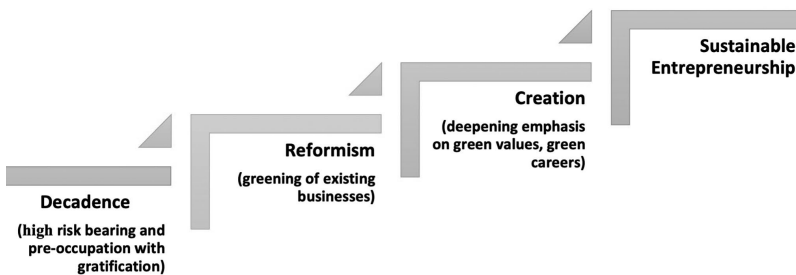 Decadence
(high risk bearing and
pre-occupation with
gratification)
Reformism
(greening of existing
businesses)
Creation
(deepening emphasis
on green values, green
careers)
Sustainable
Entrepreneurship